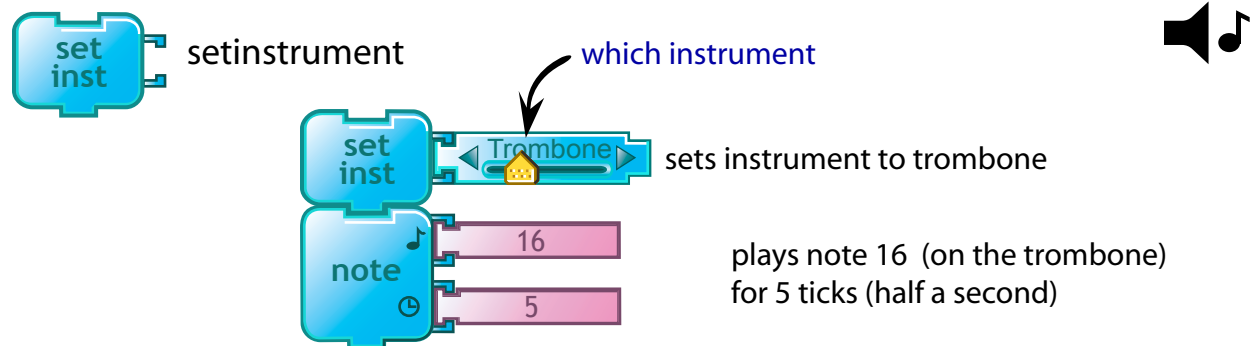 set
inst
setinstrument
which instrument
set
inst
Trombone
sets instrument to trombone
note
16
5
plays note 16 (on the trombone)
for 5 ticks (half a second)